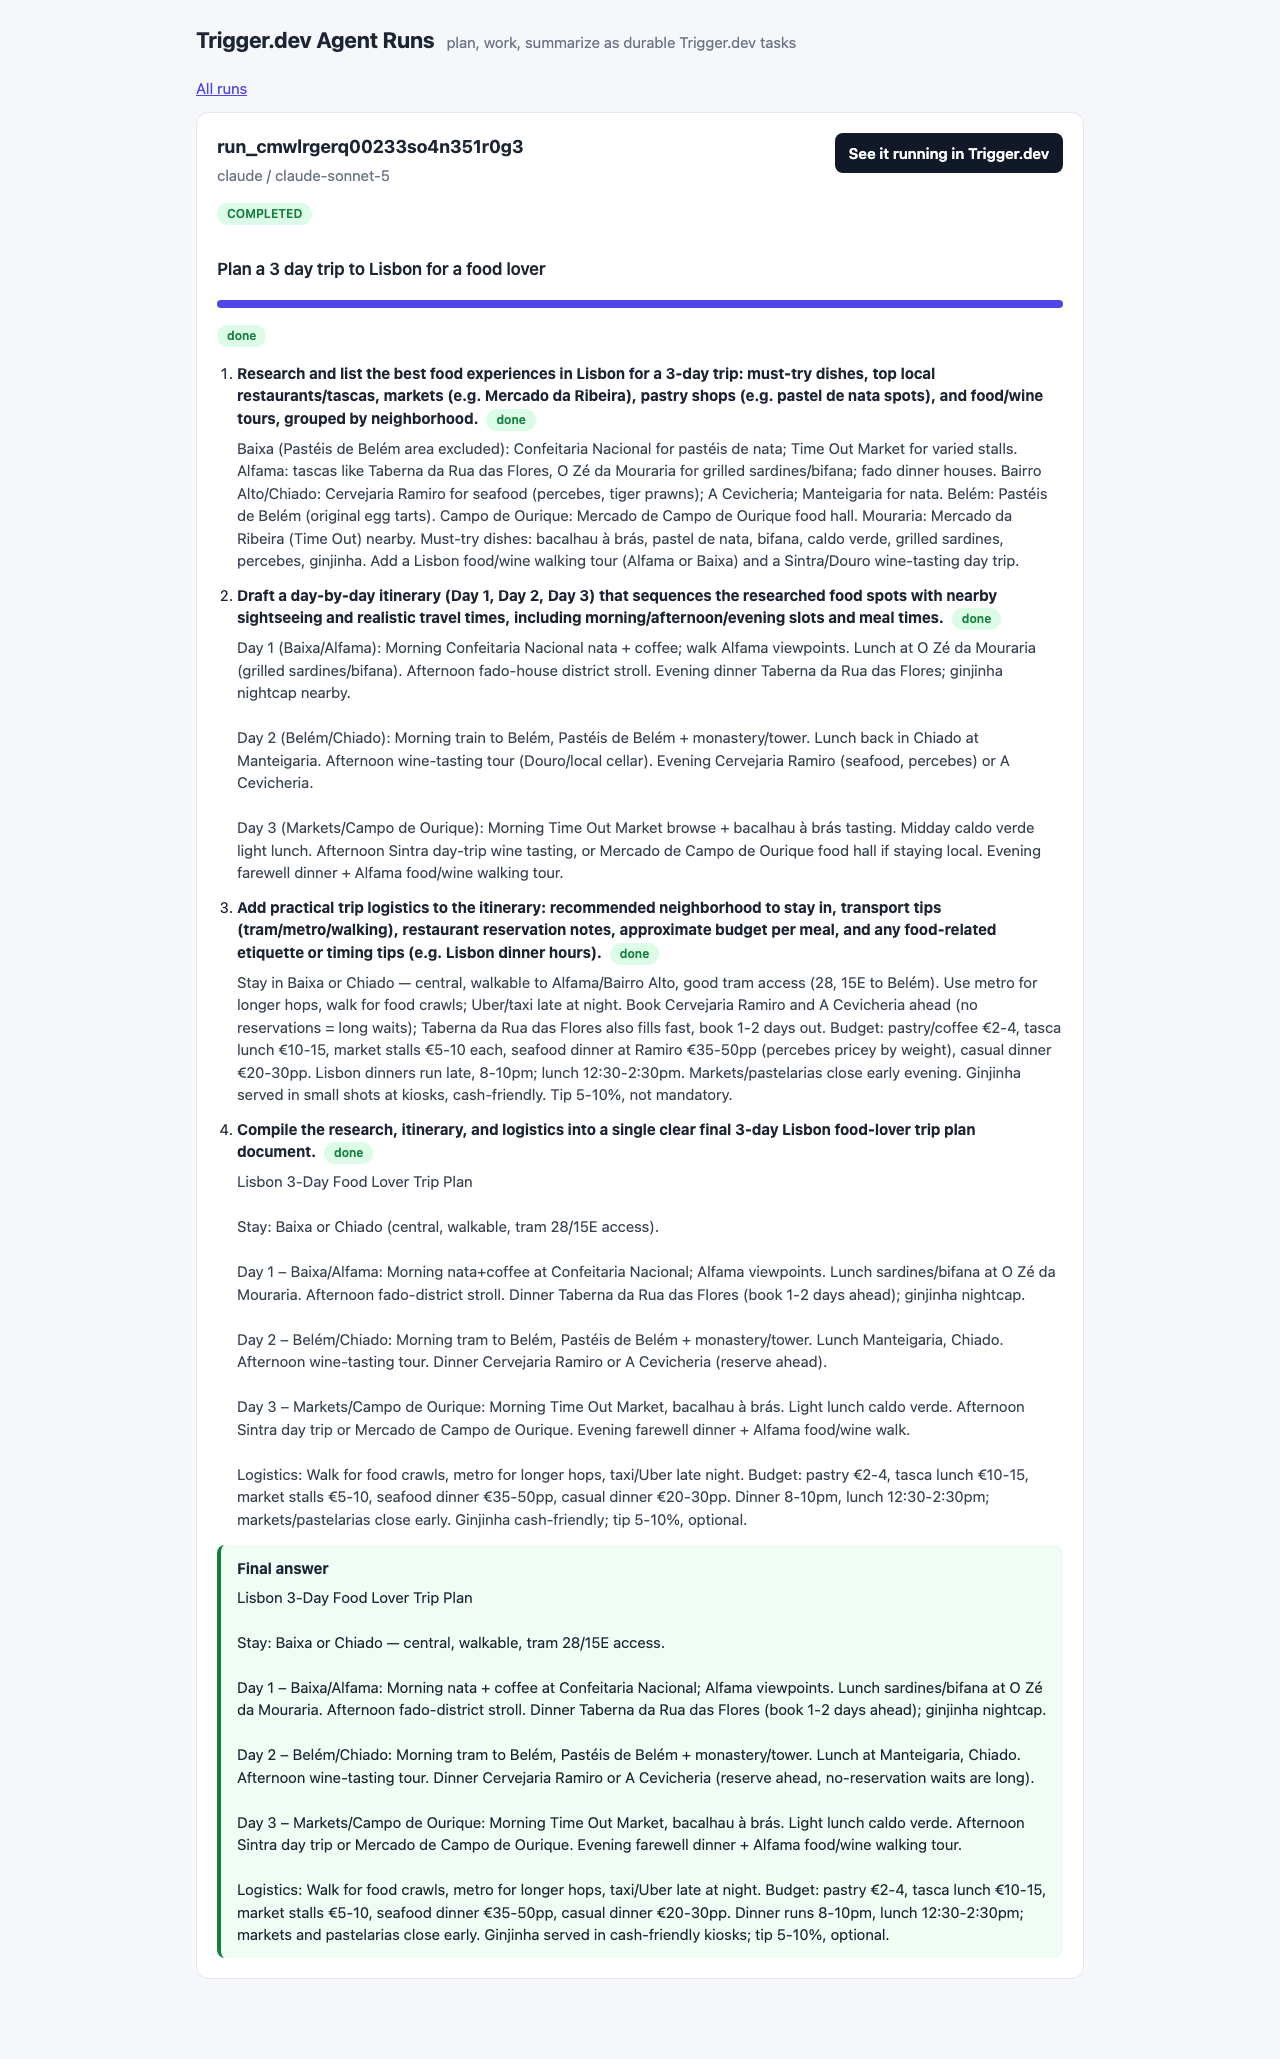 Trigger.dev Agent Runs plan, work, summarize as durable Trigger.dev tasks
All runs
run_cmwlrgerq00233so4n351r0g3
See it running in Trigger.dev
claude / claude-sonnet-5
COMPLETED
Plan a 3 day trip to Lisbon for a food lover
done
1. Research and list the best food experiences in Lisbon for a 3-day trip: must-try dishes, top local
restaurants/tascas, markets (e.g. Mercado da Ribeira), pastry shops (e.g. pastel de nata spots), and food/wine
tours, grouped by neighborhood. done
Baixa (Pastéis de Belém area excluded): Confeitaria Nacional for pastéis de nata; Time Out Market for varied stalls.
Alfama: tascas like Taberna da Rua das Flores, O Zé da Mouraria for grilled sardines/bifana; fado dinner houses. Bairro
Alto/Chiado: Cervejaria Ramiro for seafood (percebes, tiger prawns); A Cevicheria; Manteigaria for nata. Belém: Pastéis
de Belém (original egg tarts). Campo de Ourique: Mercado de Campo de Ourique food hall. Mouraria: Mercado da
Ribeira (Time Out) nearby. Must-try dishes: bacalhau à brás, pastel de nata, bifana, caldo verde, grilled sardines,
percebes, ginjinha. Add a Lisbon food/wine walking tour (Alfama or Baixa) and a Sintra/Douro wine-tasting day trip.
2. Draft a day-by-day itinerary (Day 1, Day 2, Day 3) that sequences the researched food spots with nearby
sightseeing and realistic travel times, including morning/afternoon/evening slots and meal times. done
Day 1 (Baixa/Alfama): Morning Confeitaria Nacional nata + coffee; walk Alfama viewpoints. Lunch at O Zé da Mouraria
(grilled sardines/bifana). Afternoon fado-house district stroll. Evening dinner Taberna da Rua das Flores; ginjinha
nightcap nearby.
Day 2 (Belém/Chiado): Morning train to Belém, Pastéis de Belém + monastery/tower. Lunch back in Chiado at
Manteigaria. Afternoon wine-tasting tour (Douro/local cellar). Evening Cervejaria Ramiro (seafood, percebes) or A
Cevicheria.
Day 3 (Markets/Campo de Ourique): Morning Time Out Market browse + bacalhau à brás tasting. Midday caldo verde
light lunch. Afternoon Sintra day-trip wine tasting, or Mercado de Campo de Ourique food hall if staying local. Evening
farewell dinner + Alfama food/wine walking tour.
3. Add practical trip logistics to the itinerary: recommended neighborhood to stay in, transport tips
(tram/metro/walking), restaurant reservation notes, approximate budget per meal, and any food-related
etiquette or timing tips (e.g. Lisbon dinner hours). done
Stay in Baixa or Chiado — central, walkable to Alfama/Bairro Alto, good tram access (28, 15E to Belém). Use metro for
longer hops, walk for food crawls; Uber/taxi late at night. Book Cervejaria Ramiro and A Cevicheria ahead (no
reservations = long waits); Taberna da Rua das Flores also fills fast, book 1-2 days out. Budget: pastry/coffee €2-4, tasca
lunch €10-15, market stalls €5-10 each, seafood dinner at Ramiro €35-50pp (percebes pricey by weight), casual dinner
€20-30pp. Lisbon dinners run late, 8-10pm; lunch 12:30-2:30pm. Markets/pastelarias close early evening. Ginjinha
served in small shots at kiosks, cash-friendly. Tip 5-10%, not mandatory.
4. Compile the research, itinerary, and logistics into a single clear final 3-day Lisbon food-lover trip plan
document. done
Lisbon 3-Day Food Lover Trip Plan
Stay: Baixa or Chiado (central, walkable, tram 28/15E access).
Day 1 – Baixa/Alfama: Morning nata+coffee at Confeitaria Nacional; Alfama viewpoints. Lunch sardines/bifana at O Zé da
Mouraria. Afternoon fado-district stroll. Dinner Taberna da Rua das Flores (book 1-2 days ahead); ginjinha nightcap.
Day 2 – Belém/Chiado: Morning tram to Belém, Pastéis de Belém + monastery/tower. Lunch Manteigaria, Chiado.
Afternoon wine-tasting tour. Dinner Cervejaria Ramiro or A Cevicheria (reserve ahead).
Day 3 – Markets/Campo de Ourique: Morning Time Out Market, bacalhau à brás. Light lunch caldo verde. Afternoon
Sintra day trip or Mercado de Campo de Ourique. Evening farewell dinner + Alfama food/wine walk.
Logistics: Walk for food crawls, metro for longer hops, taxi/Uber late night. Budget: pastry €2-4, tasca lunch €10-15,
market stalls €5-10, seafood dinner €35-50pp, casual dinner €20-30pp. Dinner 8-10pm, lunch 12:30-2:30pm;
markets/pastelarias close early. Ginjinha cash-friendly; tip 5-10%, optional.
Final answer
Lisbon 3-Day Food Lover Trip Plan
Stay: Baixa or Chiado — central, walkable, tram 28/15E access.
Day 1 – Baixa/Alfama: Morning nata + coffee at Confeitaria Nacional; Alfama viewpoints. Lunch sardines/bifana at O Zé
da Mouraria. Afternoon fado-district stroll. Dinner Taberna da Rua das Flores (book 1-2 days ahead); ginjinha nightcap.
Day 2 – Belém/Chiado: Morning tram to Belém, Pastéis de Belém + monastery/tower. Lunch at Manteigaria, Chiado.
Afternoon wine-tasting tour. Dinner Cervejaria Ramiro or A Cevicheria (reserve ahead, no-reservation waits are long).
Day 3 – Markets/Campo de Ourique: Morning Time Out Market, bacalhau à brás. Light lunch caldo verde. Afternoon
Sintra day trip or Mercado de Campo de Ourique. Evening farewell dinner + Alfama food/wine walking tour.
Logistics: Walk for food crawls, metro for longer hops, taxi/Uber late at night. Budget: pastry €2-4, tasca lunch €10-15,
market stalls €5-10, seafood dinner €35-50pp, casual dinner €20-30pp. Dinner runs 8-10pm, lunch 12:30-2:30pm;
markets and pastelarias close early. Ginjinha served in cash-friendly kiosks; tip 5-10%, optional.